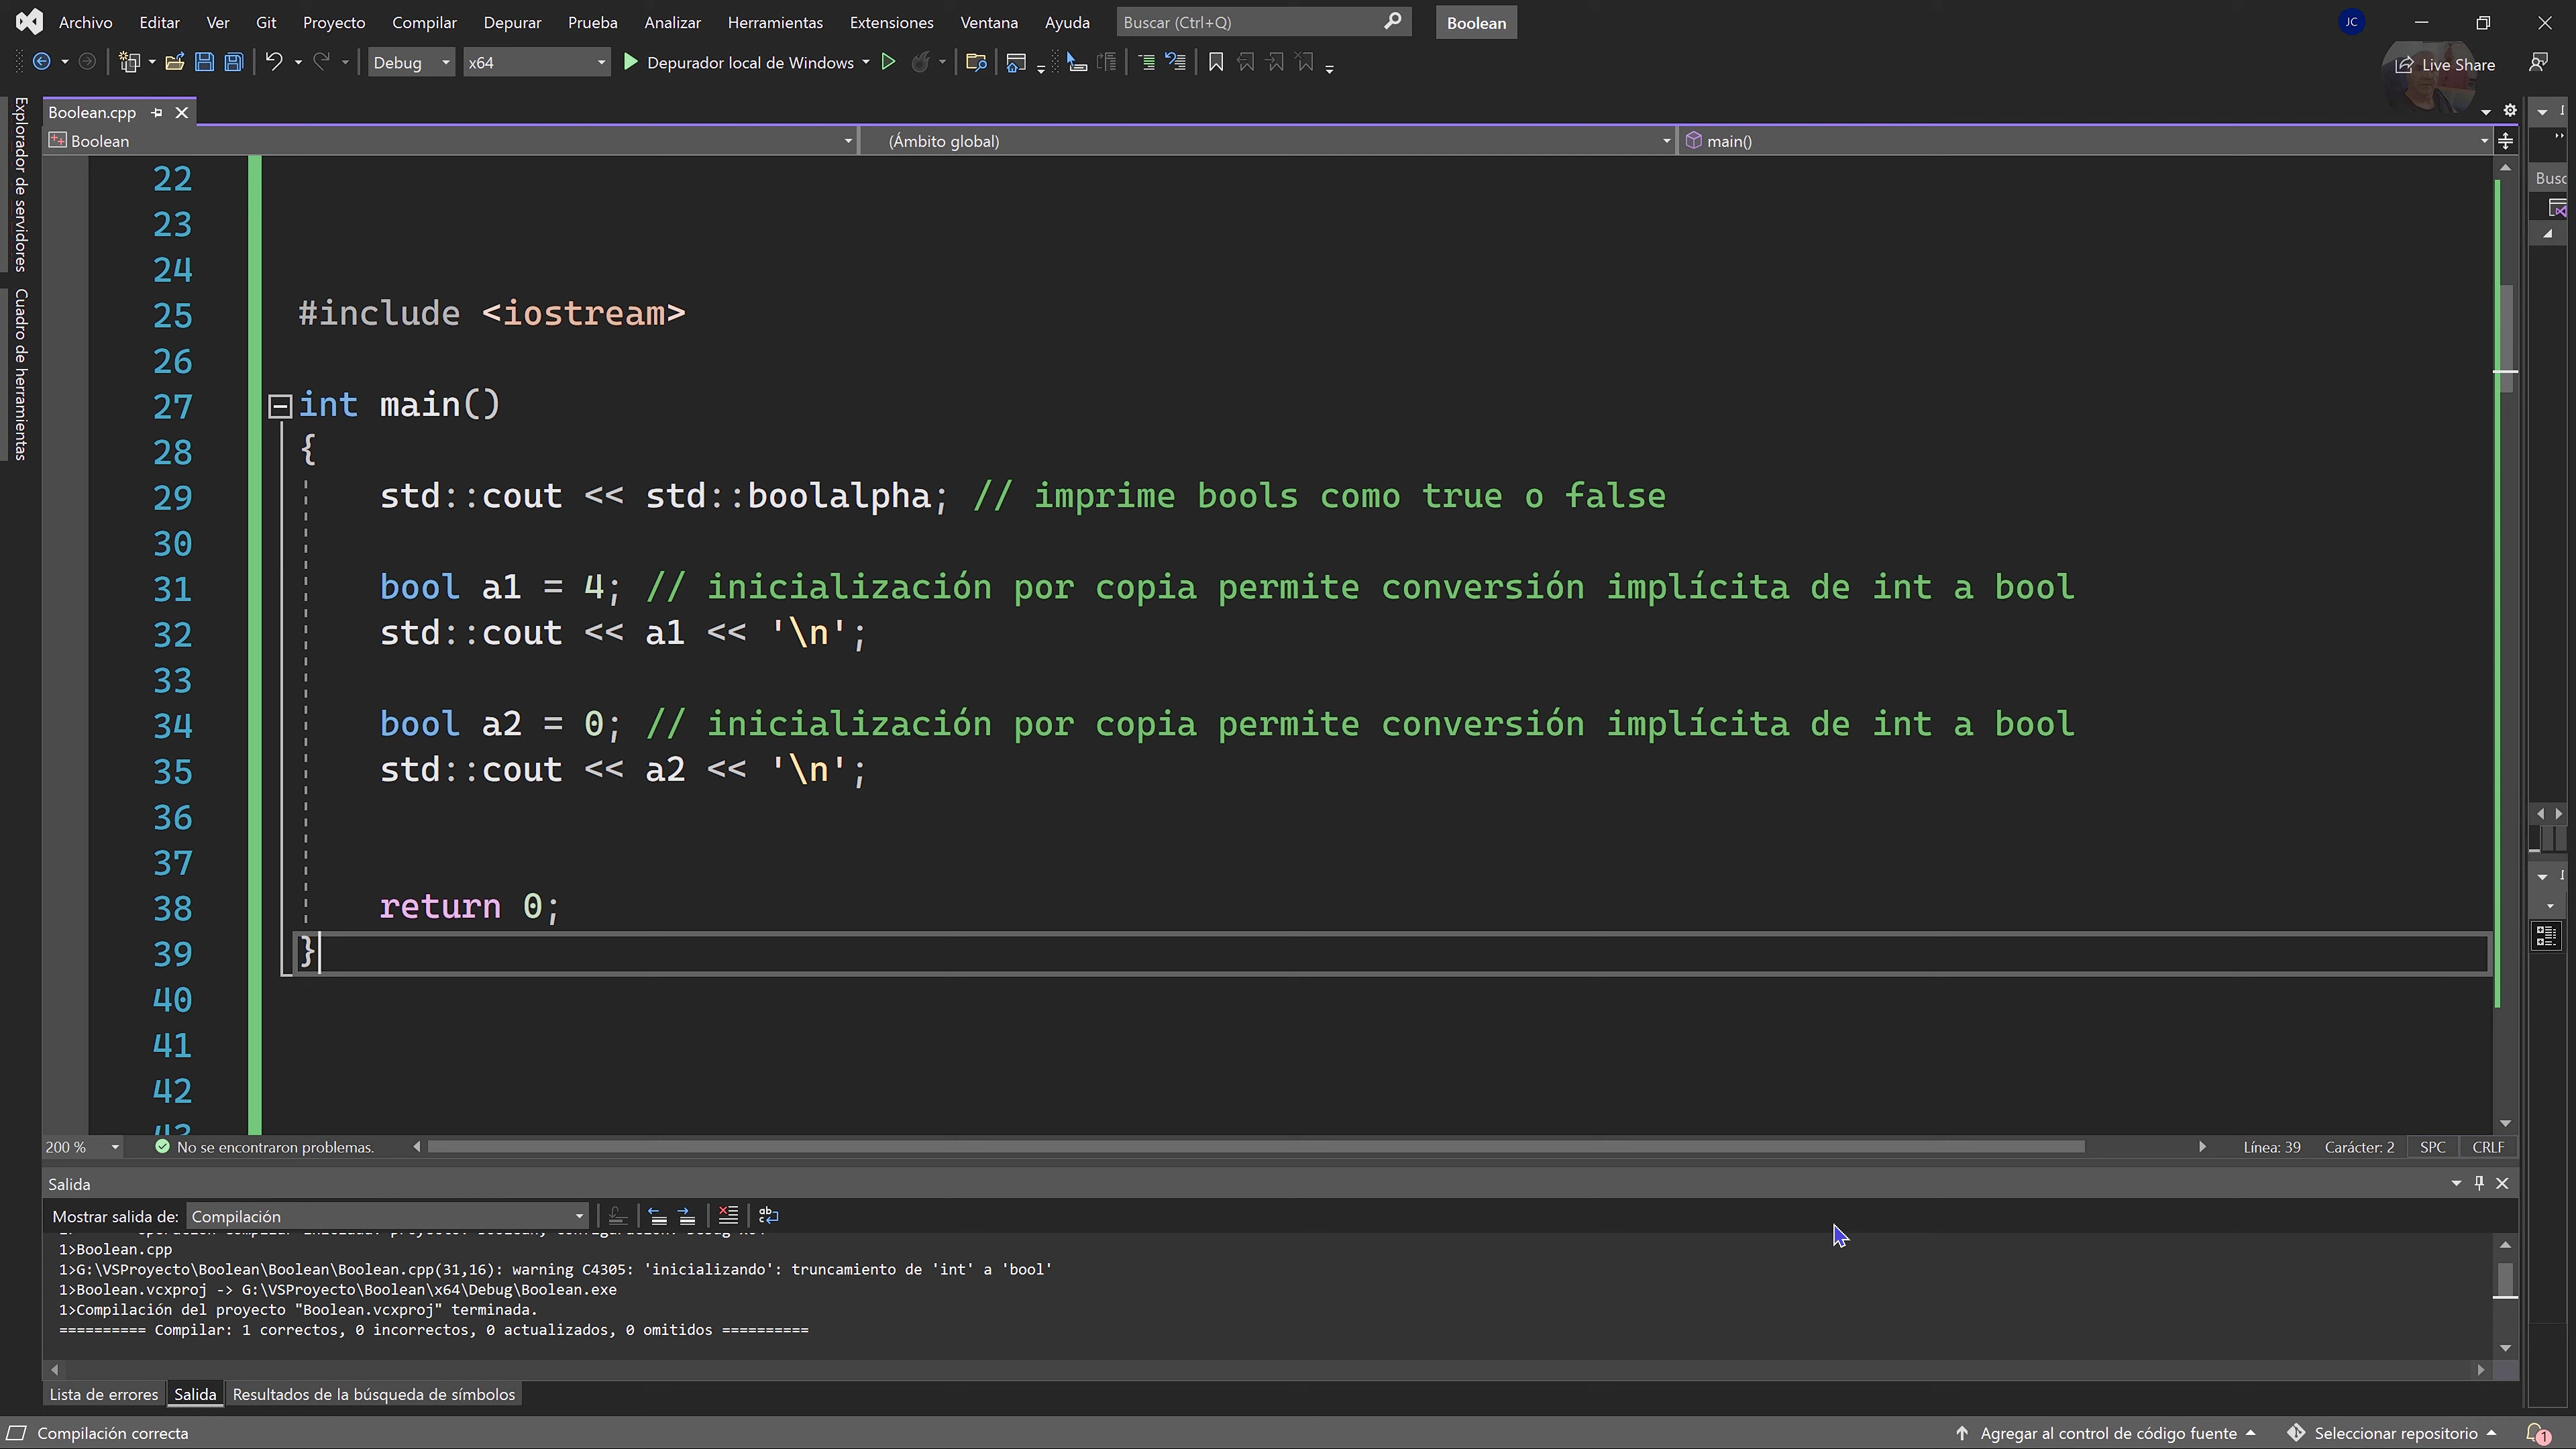 Archivo Editar Ver Git Proyecto Compilar Depurar Prueba Analizar Herramientas Extensiones Ventana Ayuda Buscar (Ctrl+Q) Boolean JC
Debug x64 Depurador local de Windows Live Share
Explorador de servidores
Cuadro de herramientas
Boolean.cpp
Boolean (Ámbito global) main()
22
23
24
25 #include <iostream>
26
27 int main()
28 {
29 std::cout << std::boolalpha; // imprime bools como true o false
30
31 bool a1 = 4; // inicialización por copia permite conversión implícita de int a bool
32 std::cout << a1 << '\n';
33
34 bool a2 = 0; // inicialización por copia permite conversión implícita de int a bool
35 std::cout << a2 << '\n';
36
37
38 return 0;
39 }
40
41
42
43
Busc
200 % No se encontraron problemas. Línea: 39 Carácter: 2 SPC CRLF
Salida
Mostrar salida de: Compilación
1>Boolean.cpp
1>G:\VSProyecto\Boolean\Boolean\Boolean.cpp(31,16): warning C4305: 'inicializando': truncamiento de 'int' a 'bool'
1>Boolean.vcxproj -> G:\VSProyecto\Boolean\x64\Debug\Boolean.exe
1>Compilación del proyecto "Boolean.vcxproj" terminada.
========== Compilar: 1 correctos, 0 incorrectos, 0 actualizados, 0 omitidos ==========
Lista de errores Salida Resultados de la búsqueda de símbolos
Compilación correcta Agregar al control de código fuente Seleccionar repositorio 1